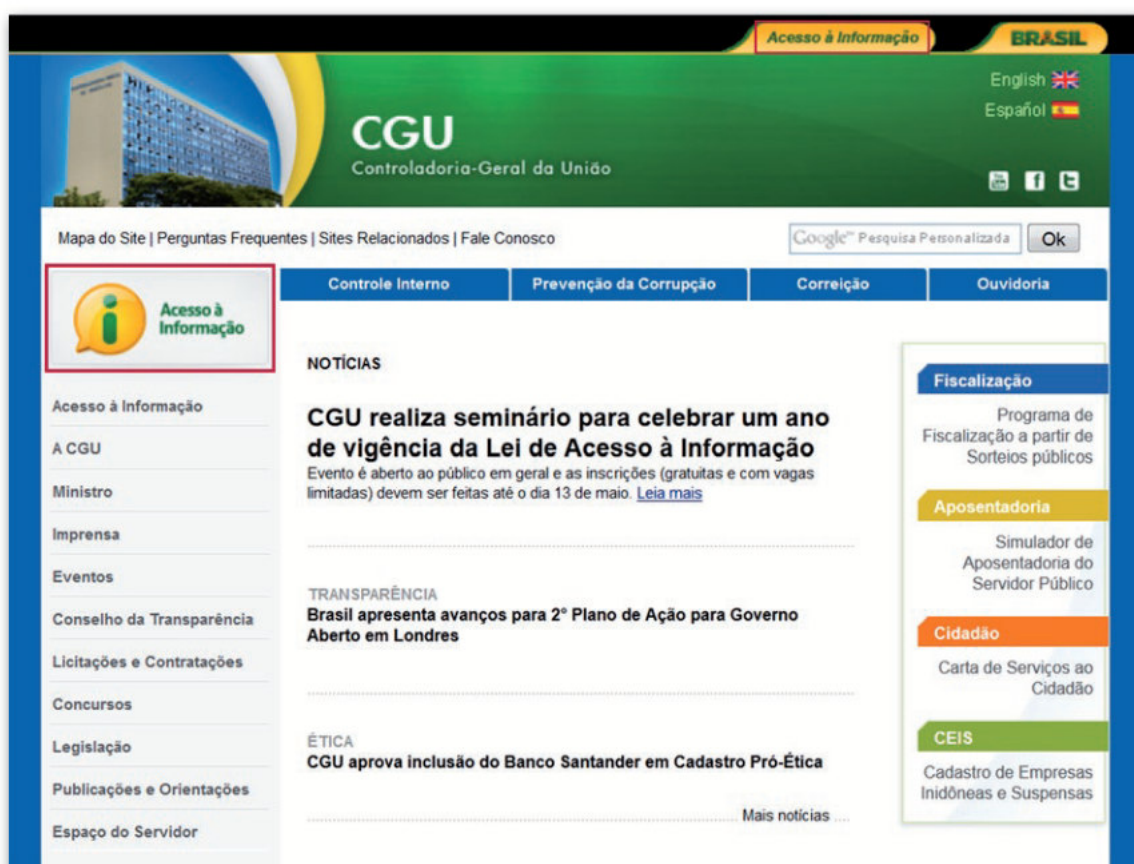 Acesso à Informação
BRASIL
English
Español
CGU
Controladoria-Geral da União
Mapa do Site | Perguntas Frequentes | Sites Relacionados | Fale Conosco
Google™ Pesquisa Personalizada
Ok
Acesso à
Informação
Controle Interno
Prevenção da Corrupção
Correição
Ouvidoria
Acesso à Informação
A CGU
Ministro
Imprensa
Eventos
Conselho da Transparência
Licitações e Contratações
Concursos
Legislação
Publicações e Orientações
Espaço do Servidor
NOTÍCIAS
CGU realiza seminário para celebrar um ano
de vigência da Lei de Acesso à Informação
Evento é aberto ao público em geral e as inscrições (gratuitas e com vagas
limitadas) devem ser feitas até o dia 13 de maio. Leia mais
TRANSPARÊNCIA
Brasil apresenta avanços para 2° Plano de Ação para Governo
Aberto em Londres
ÉTICA
CGU aprova inclusão do Banco Santander em Cadastro Pró-Ética
Mais notícias ....
Fiscalização
Programa de
Fiscalização a partir de
Sorteios públicos
Aposentadoria
Simulador de
Aposentadoria do
Servidor Público
Cidadão
Carta de Serviços ao
Cidadão
CEIS
Cadastro de Empresas
Inidôneas e Suspensas